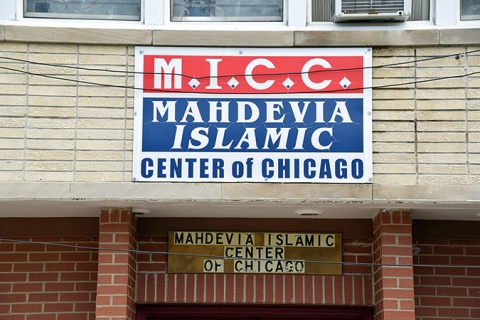 M.I.C.C.
MAHDEVIA
ISLAMIC
CENTER of CHICAGO
MAHDEVIA ISLAMIC
CENTER
OF CHICAGO